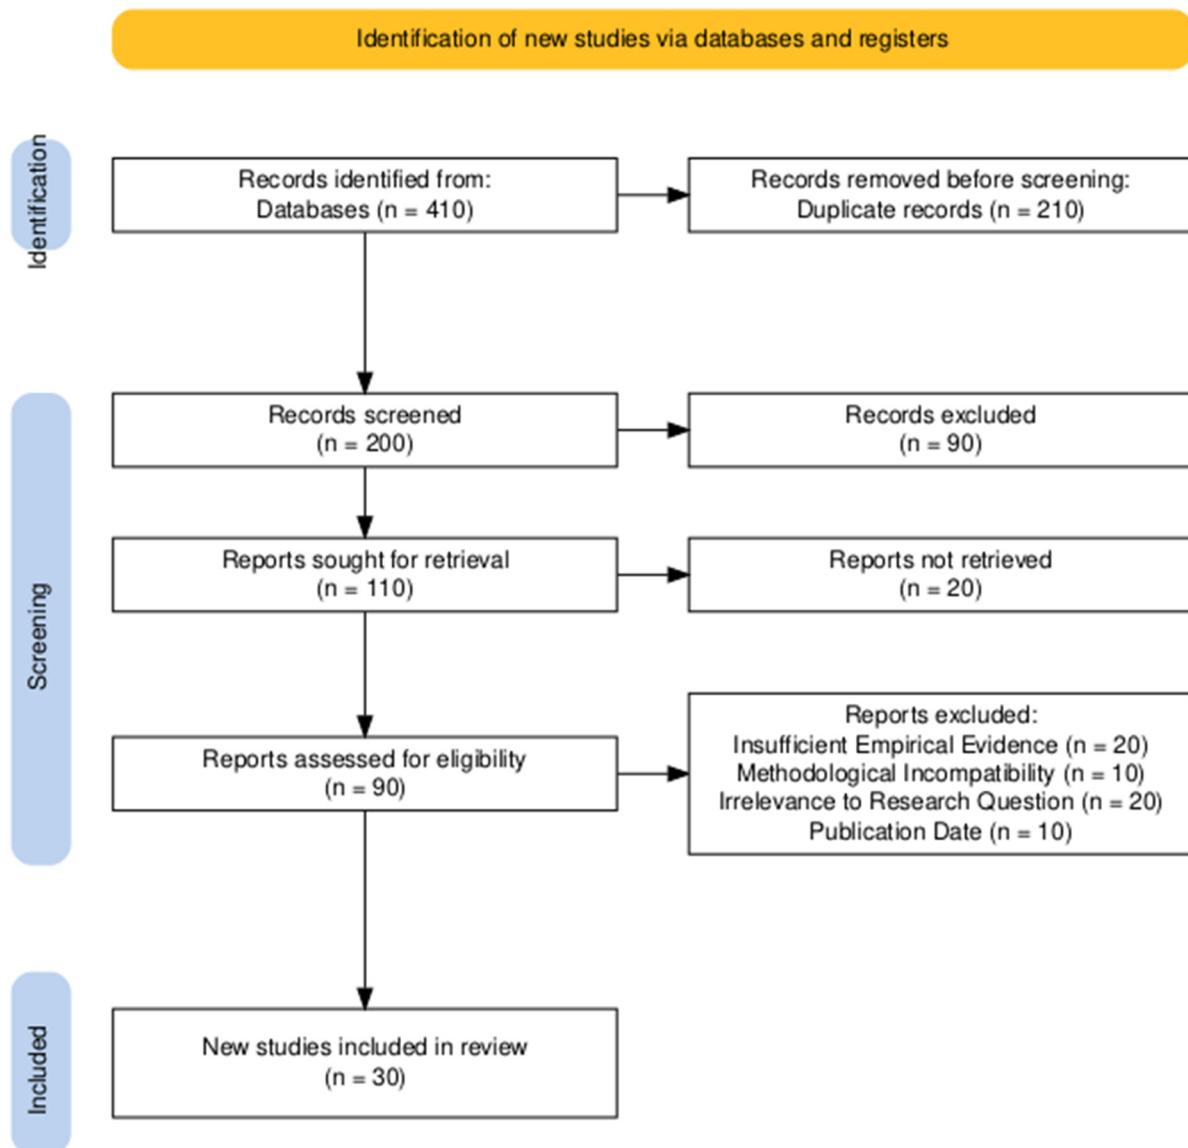 Identification of new studies via databases and registers
Identification
Records identified from:
Databases (n = 410)
Records removed before screening:
Duplicate records (n = 210)
Screening
Records screened
(n = 200)
Records excluded
(n = 90)
Reports sought for retrieval
(n = 110)
Reports not retrieved
(n = 20)
Reports assessed for eligibility
(n = 90)
Reports excluded:
Insufficient Empirical Evidence (n = 20)
Methodological Incompatibility (n = 10)
Irrelevance to Research Question (n = 20)
Publication Date (n = 10)
Included
New studies included in review
(n = 30)